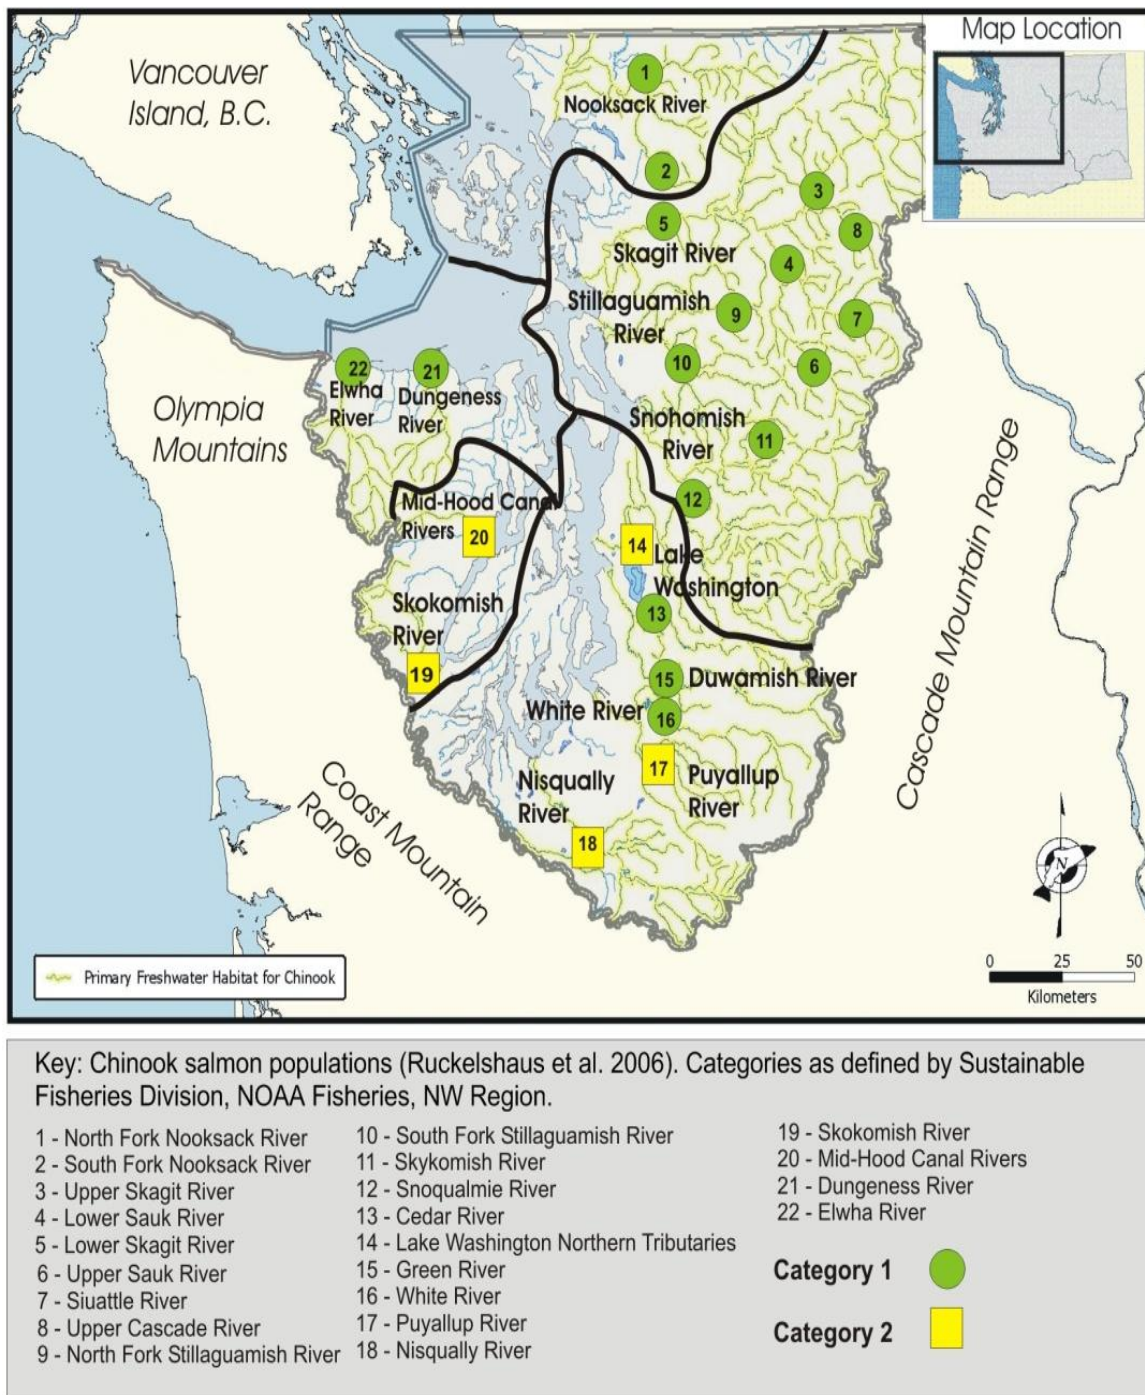 Map Location
Vancouver
Island, B.C.
1
Nooksack River
2
3
5
8
Skagit River
4
Stillaguamish
River
9
7
10
6
22
21
Elwha
River
Dungeness
River
Olympia
Mountains
Snohomish
River
11
12
Mid-Hood Canal
Rivers
20
14
Lake
Washington
13
Skokomish
River
19
15
Duwamish River
White River
16
17
Puyallup
River
Nisqually
River
18
Cascade Mountain Range
Coast Mountain
Range
N
Primary Freshwater Habitat for Chinook
0 25 50
Kilometers
Key: Chinook salmon populations (Ruckelshaus et al. 2006). Categories as defined by Sustainable
Fisheries Division, NOAA Fisheries, NW Region.
1 - North Fork Nooksack River
2 - South Fork Nooksack River
3 - Upper Skagit River
4 - Lower Sauk River
5 - Lower Skagit River
6 - Upper Sauk River
7 - Siuattle River
8 - Upper Cascade River
9 - North Fork Stillaguamish River
10 - South Fork Stillaguamish River
11 - Skykomish River
12 - Snoqualmie River
13 - Cedar River
14 - Lake Washington Northern Tributaries
15 - Green River
16 - White River
17 - Puyallup River
18 - Nisqually River
19 - Skokomish River
20 - Mid-Hood Canal Rivers
21 - Dungeness River
22 - Elwha River
Category 1
Category 2